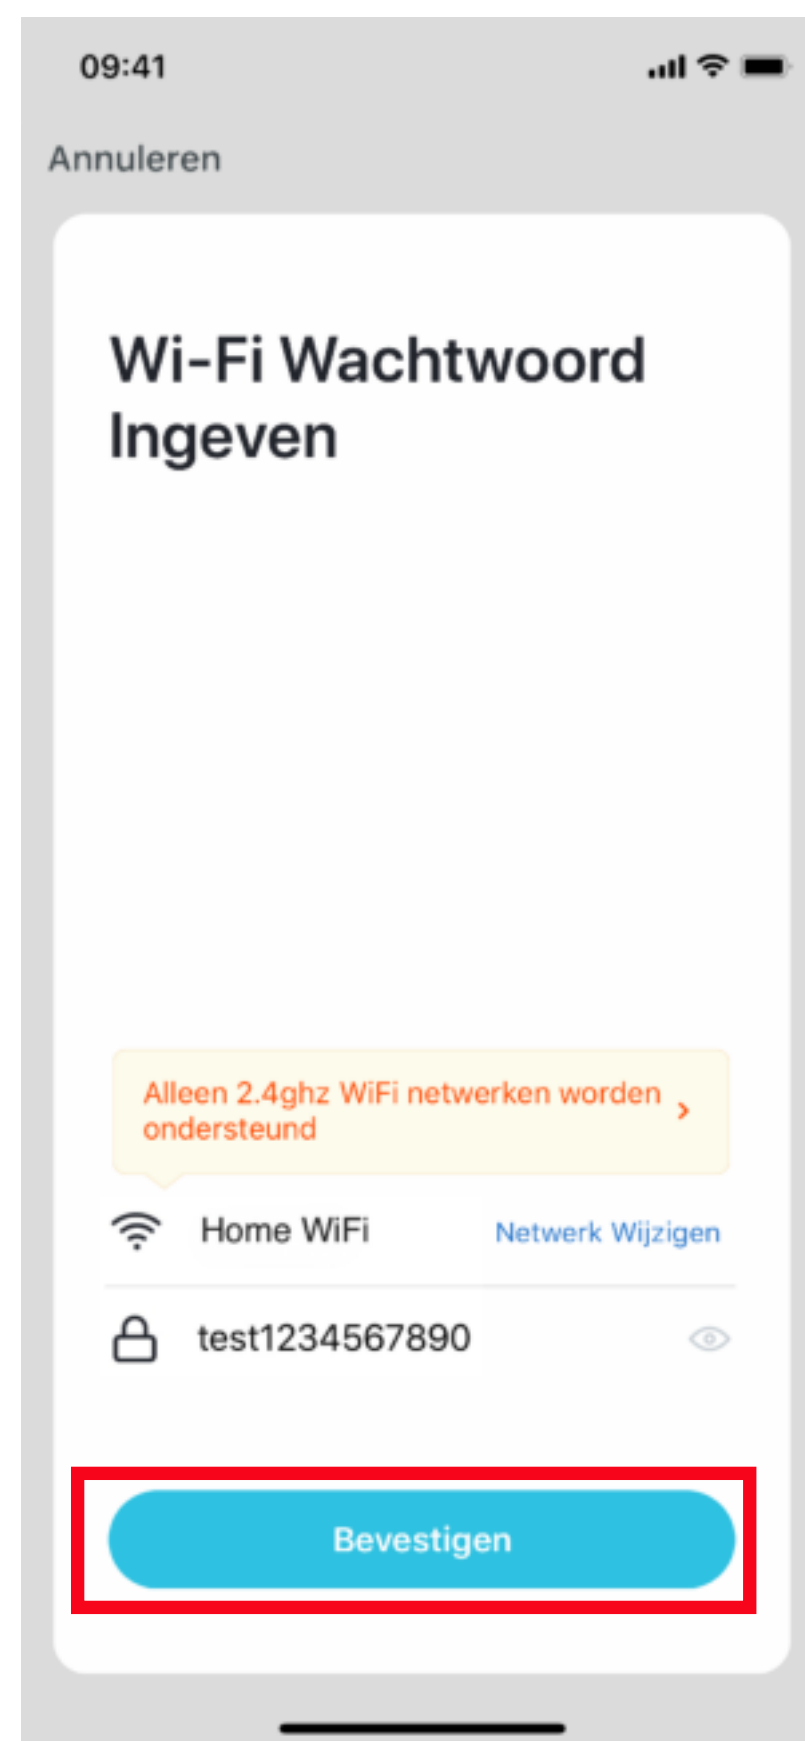 09:41
Annuleren
Wi-Fi Wachtwoord
Ingeven
Alleen 2.4ghz WiFi netwerken worden
ondersteund
Home WiFi Netwerk Wijzigen
test1234567890
Bevestigen